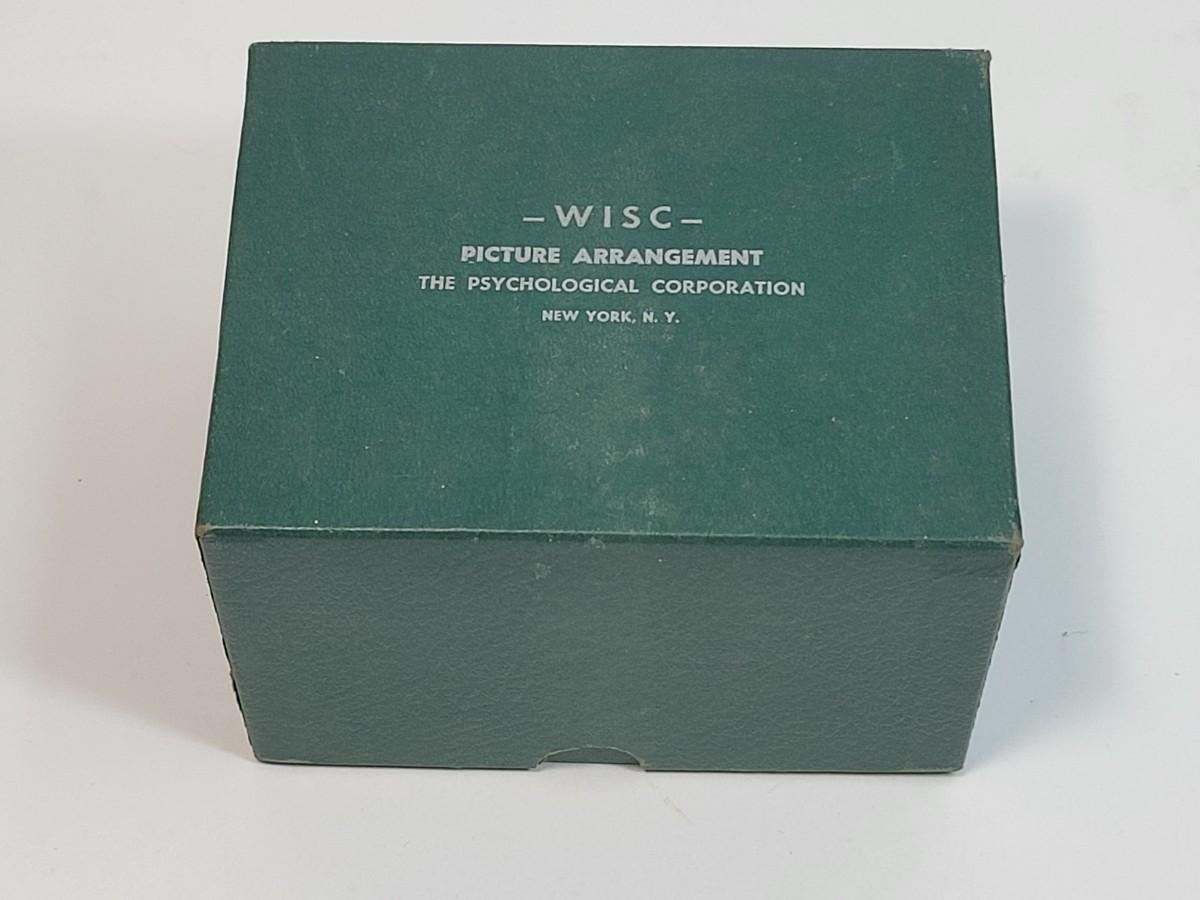 – WISC –
PICTURE ARRANGEMENT
THE PSYCHOLOGICAL CORPORATION
NEW YORK, N. Y.